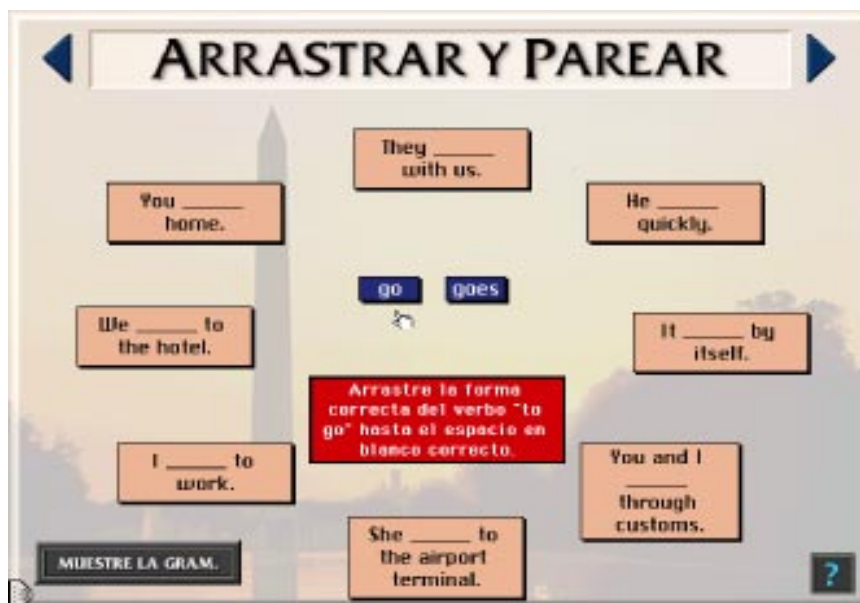 ARRASTRAR Y PAREAR
They _____
with us.
You _____
home.
He _____
quickly.
go
goes
We _____ to
the hotel.
It _____ by
itself.
Arrastre la forma
correcta del verbo "to
go" hasta el espacio en
blanco correcto.
I _____ to
work.
You and I
_____
through
customs.
She _____ to
the airport
terminal.
MUESTRE LA GRAM.
?